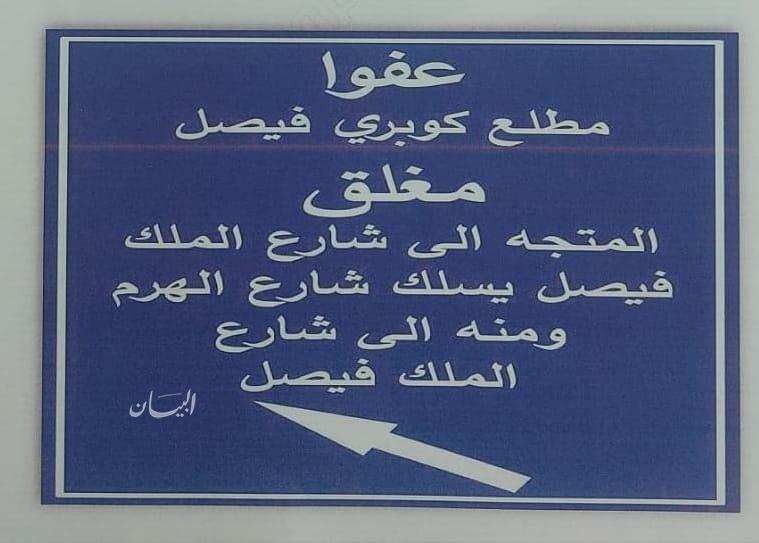 عفوا
مطلع كوبري فيصل
مغلق
المتجه الى شارع الملك
فيصل يسلك شارع الهرم
ومنه الى شارع
الملك فيصل
البيان